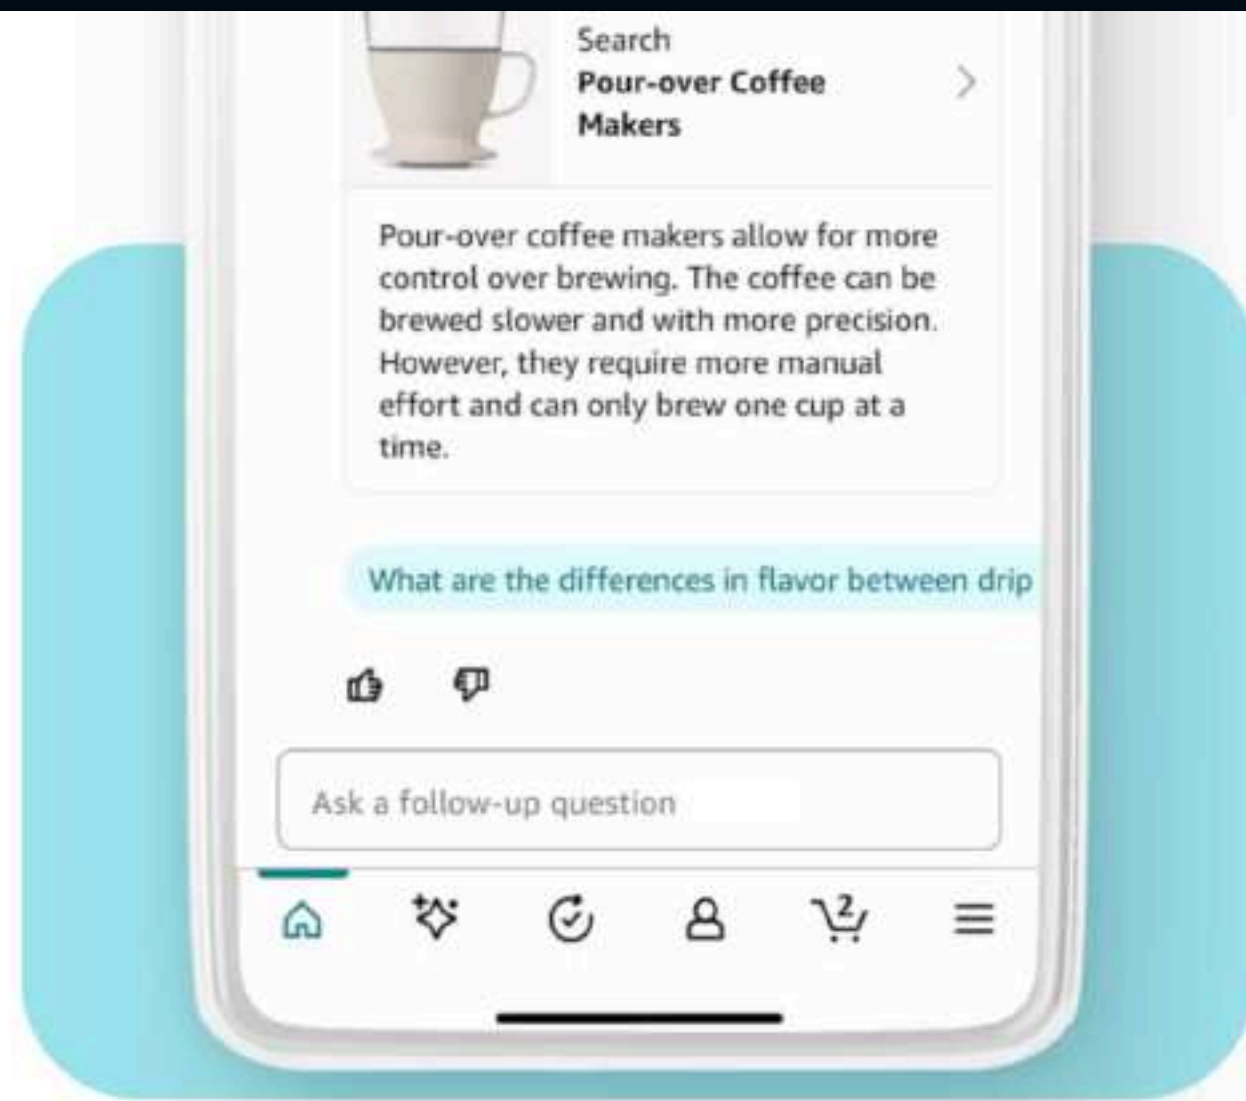 Search
Pour-over Coffee
Makers
Pour-over coffee makers allow for more
control over brewing. The coffee can be
brewed slower and with more precision.
However, they require more manual
effort and can only brew one cup at a
time.
What are the differences in flavor between drip
Ask a follow-up question
2